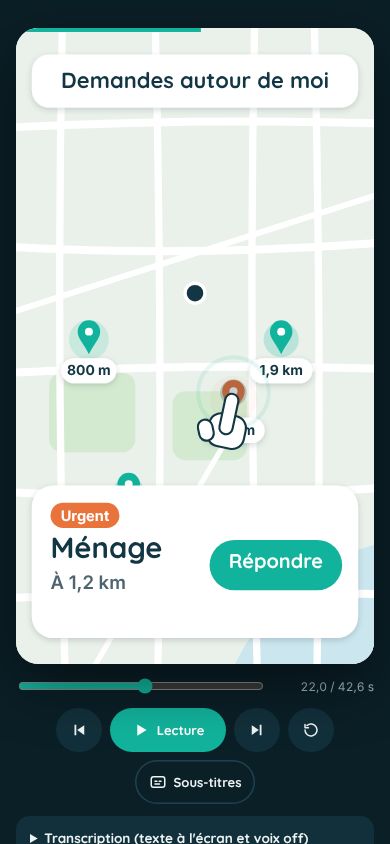 Demandes autour de moi
800 m
1,9 km
m
Urgent
Ménage
À 1,2 km
Répondre
22,0 / 42,6 s
Lecture
Sous-titres
Transcription (texte à l'écran et voix off)